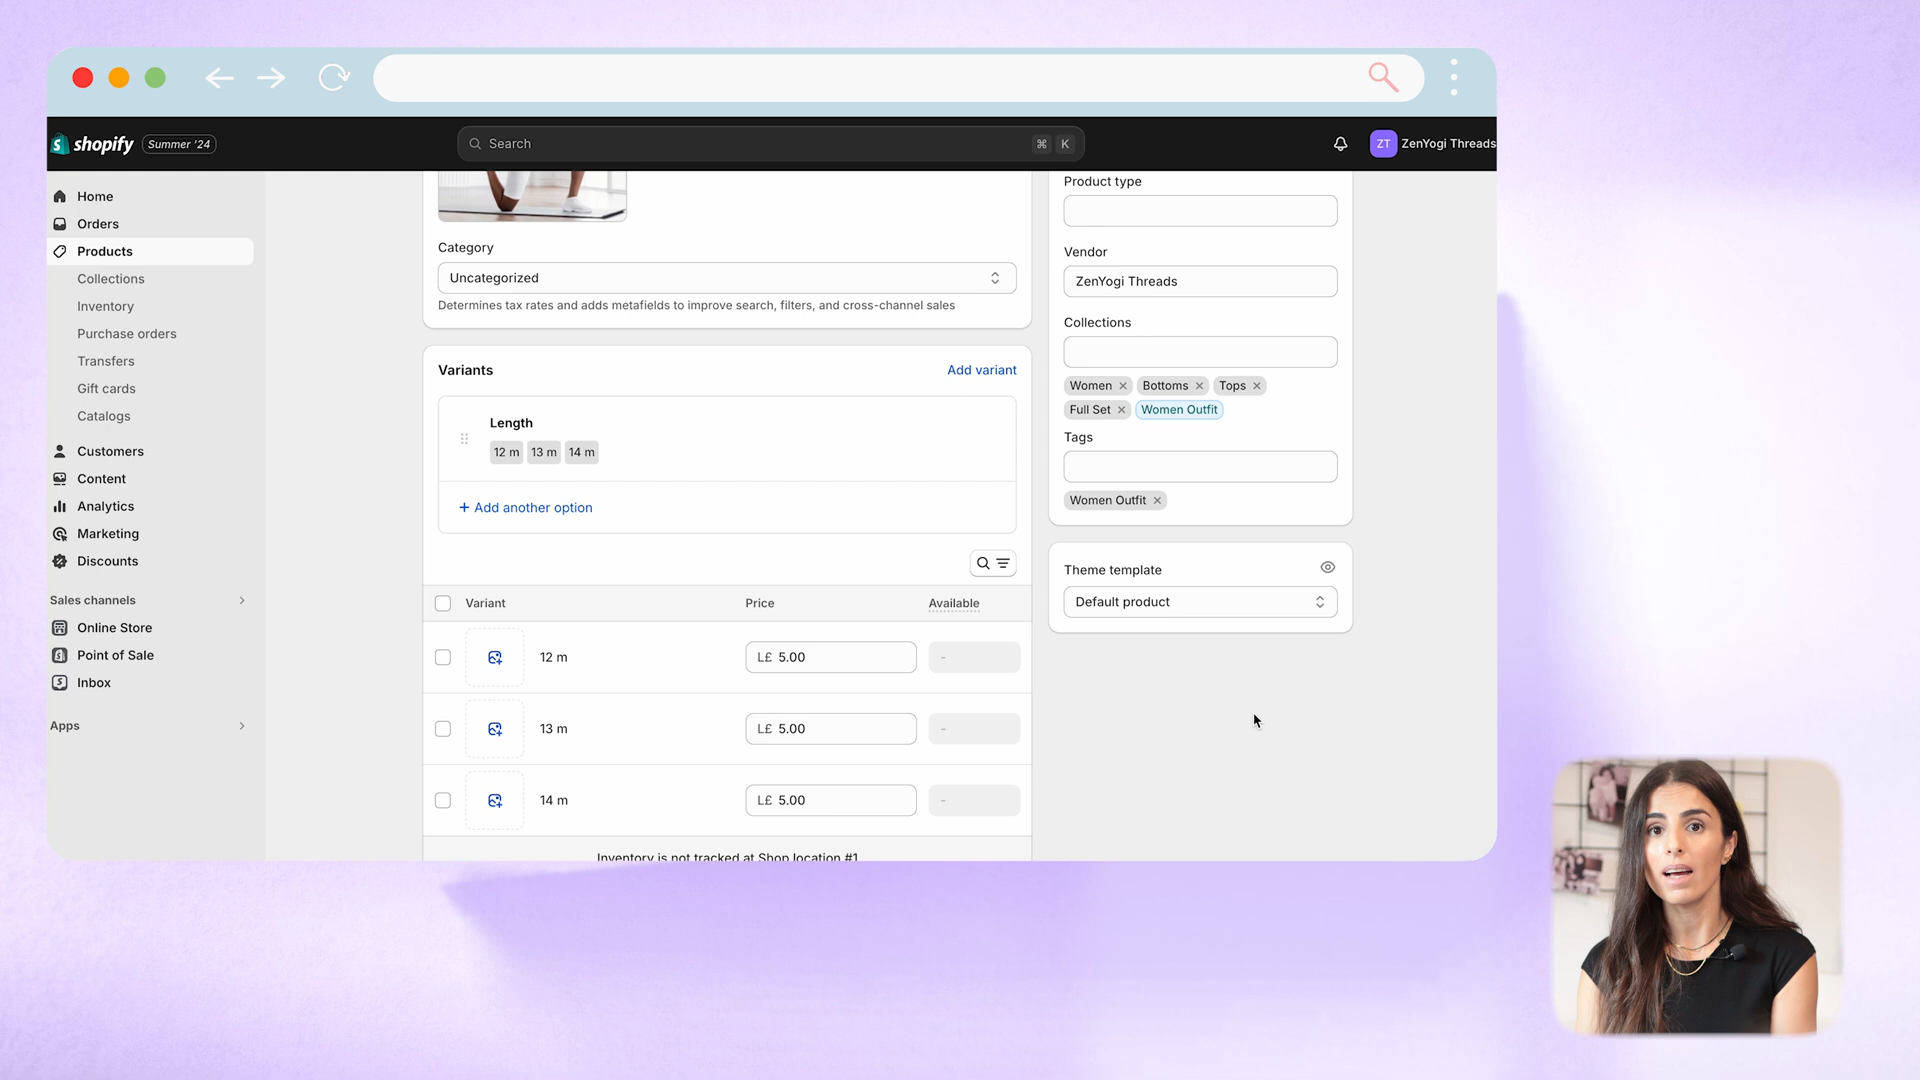 shopify Summer '24
Search ⌘ K
ZT ZenYogi Threads
Home
Orders
Products
Collections
Inventory
Purchase orders
Transfers
Gift cards
Catalogs
Customers
Content
Analytics
Marketing
Discounts
Sales channels
Online Store
Point of Sale
Inbox
Apps
Category
Uncategorized
Determines tax rates and adds metafields to improve search, filters, and cross-channel sales
Variants Add variant
Length
12 m 13 m 14 m
+ Add another option
Variant Price Available
12 m L£ 5.00 -
13 m L£ 5.00 -
14 m L£ 5.00 -
Inventory is not tracked at Shop location #1
Product type
Vendor
ZenYogi Threads
Collections
Women Bottoms Tops
Full Set Women Outfit
Tags
Women Outfit
Theme template
Default product